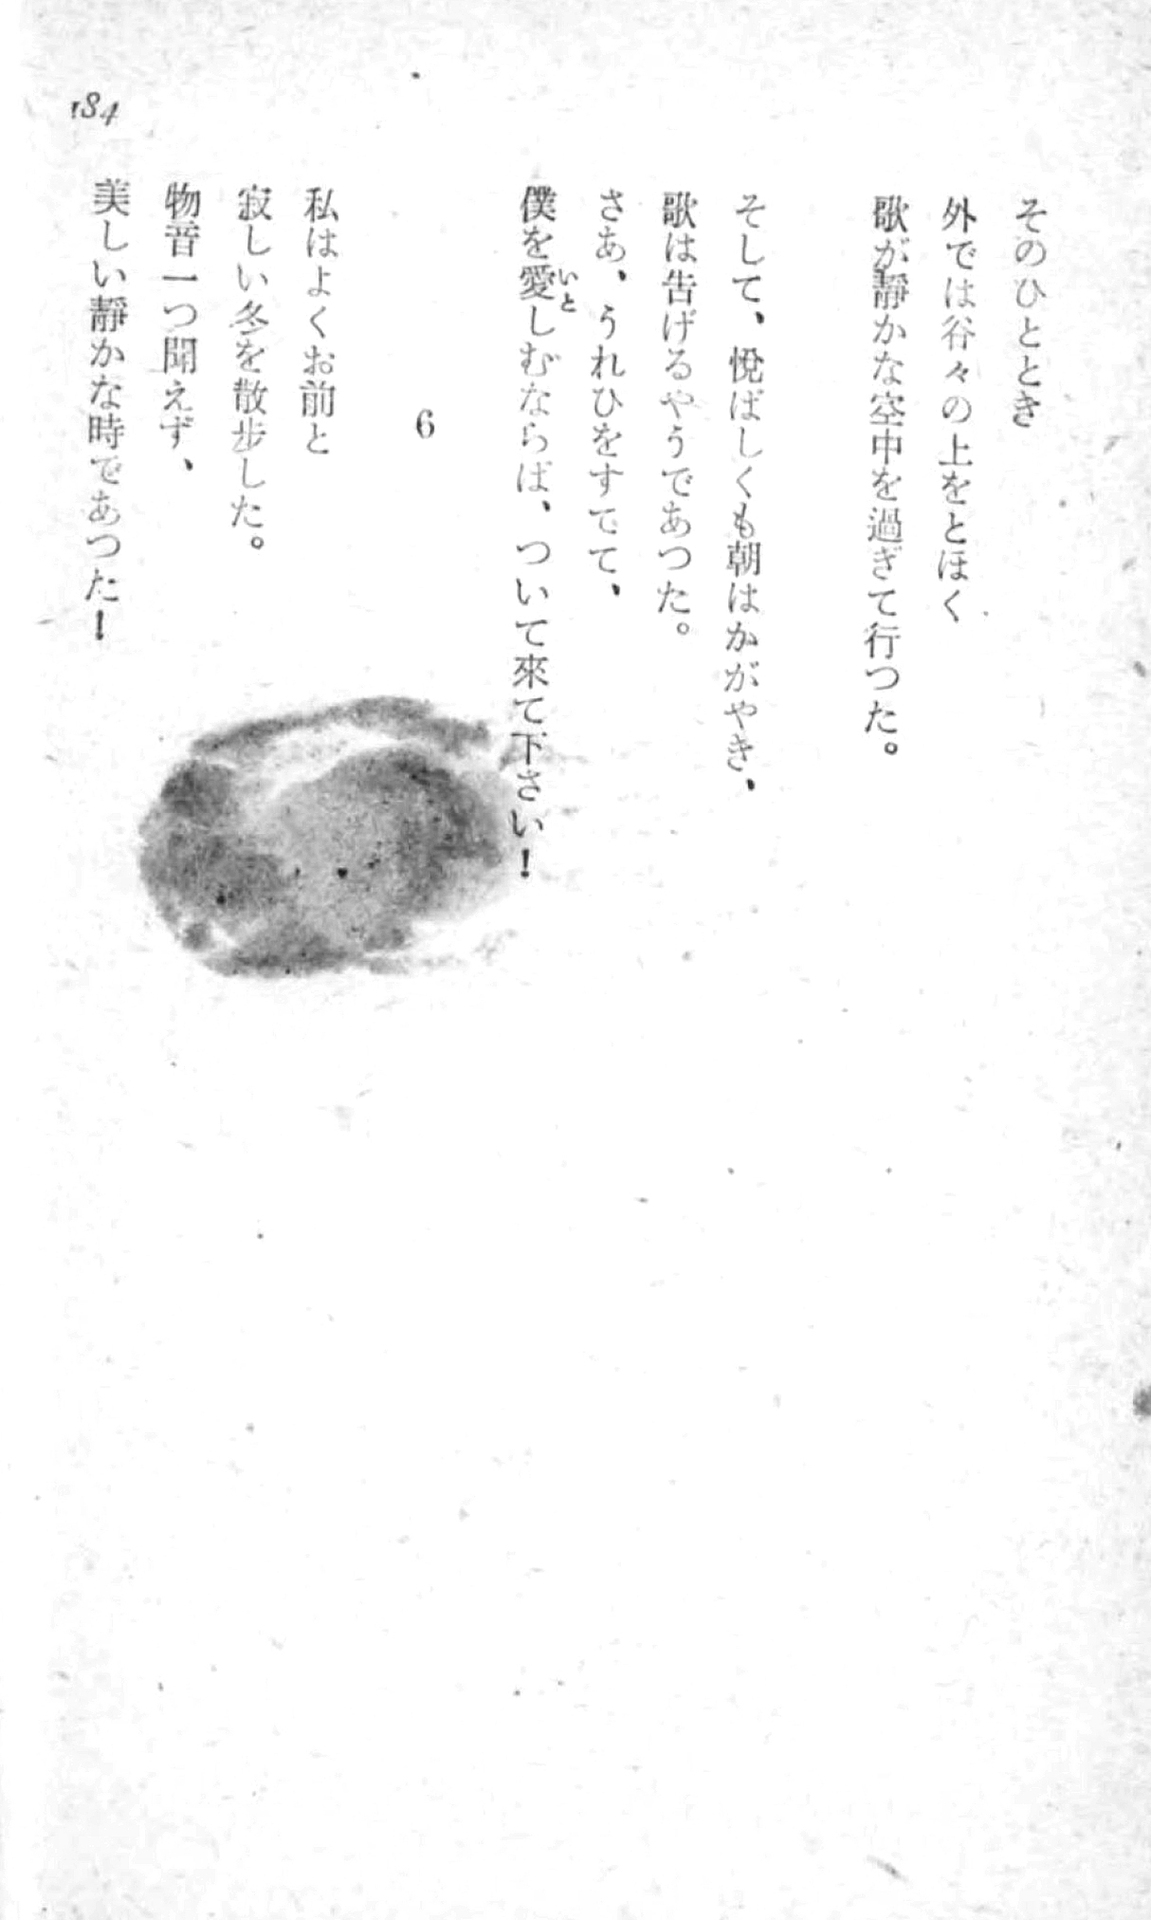 そのひととき
外では谷々の上をとほく
歌が靜かな空中を過ぎて行つた。
そして、悅ばしくも朝はかがやき、
歌は告げるやうであつた。
さあ、うれひをすてて、
僕を愛しむならば、ついて來て下さい!
いと
6
私はよくお前と
寂しい冬を散步した。
物音一つ聞えず、
美しい靜かな時であつた!
184